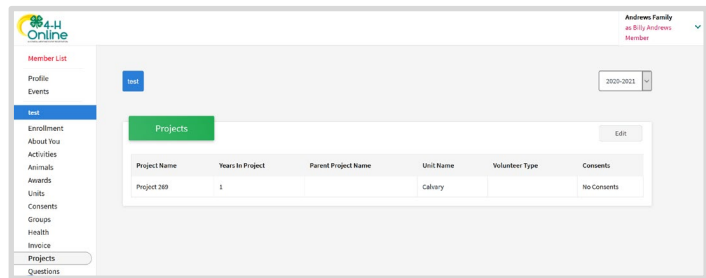 4-H
Online
Andrews Family
as Billy Andrews
Member
Member List
Profile
Events
test
Enrollment
About You
Activities
Animals
Awards
Units
Consents
Groups
Health
Invoice
Projects
Questions
test
2020-2021
Projects
Edit
Project Name Years In Project Parent Project Name Unit Name Volunteer Type Consents
Project 269 1 Calvary No Consents